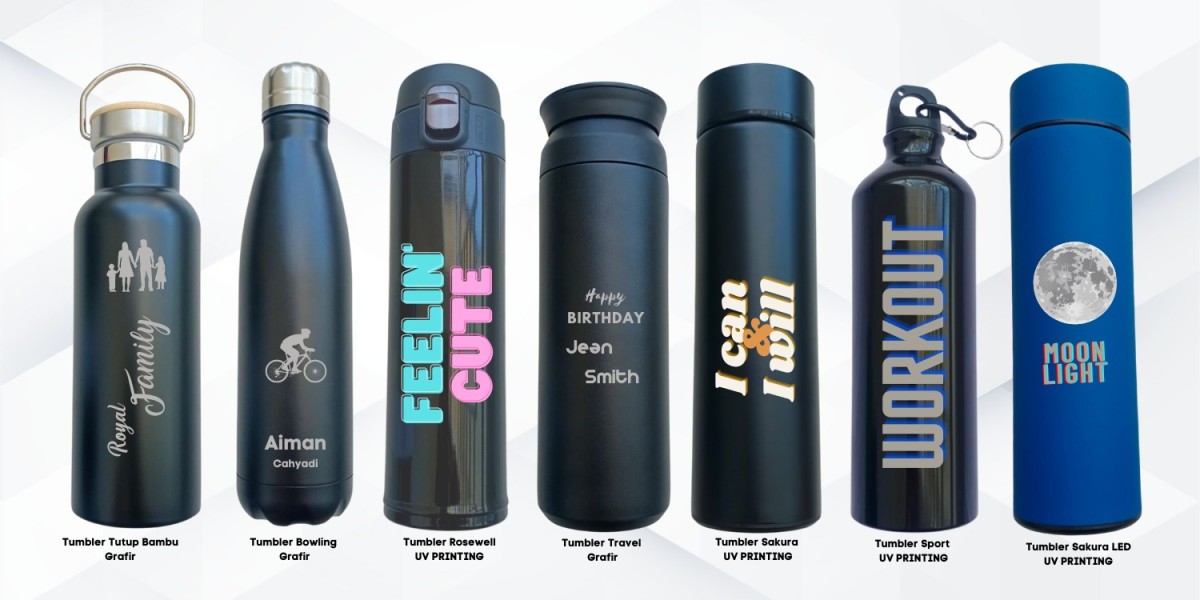 Royal
Family
Aiman
Cahyadi
FEELIN'
CUTE
Happy
BIRTHDAY
Jean
Smith
I can
&
I will
WORKOUT
MOON
LIGHT
Tumbler Tutup Bambu
Grafir
Tumbler Bowling
Grafir
Tumbler Rosewell
UV PRINTING
Tumbler Travel
Grafir
Tumbler Sakura
UV PRINTING
Tumbler Sport
UV PRINTING
Tumbler Sakura LED
UV PRINTING